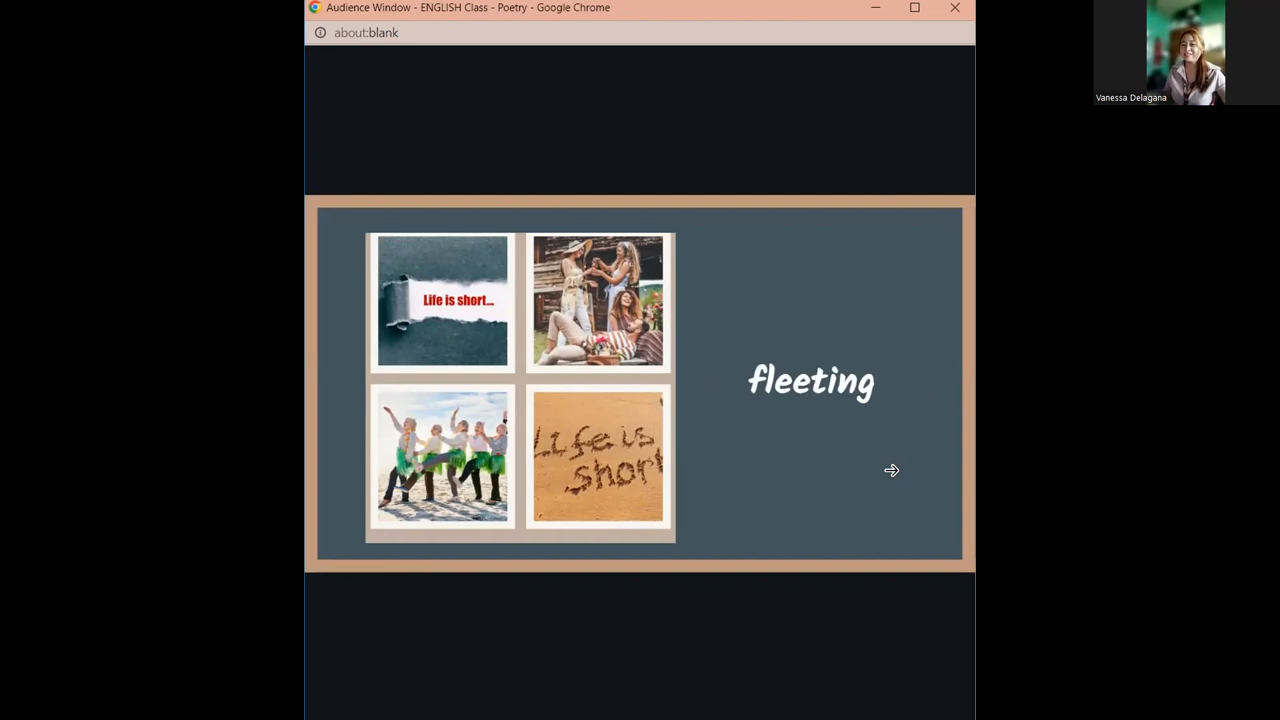 Audience Window - ENGLISH Class - Poetry - Google Chrome
about:blank
Vanessa Delagana
Life is short...
Life is
short
fleeting